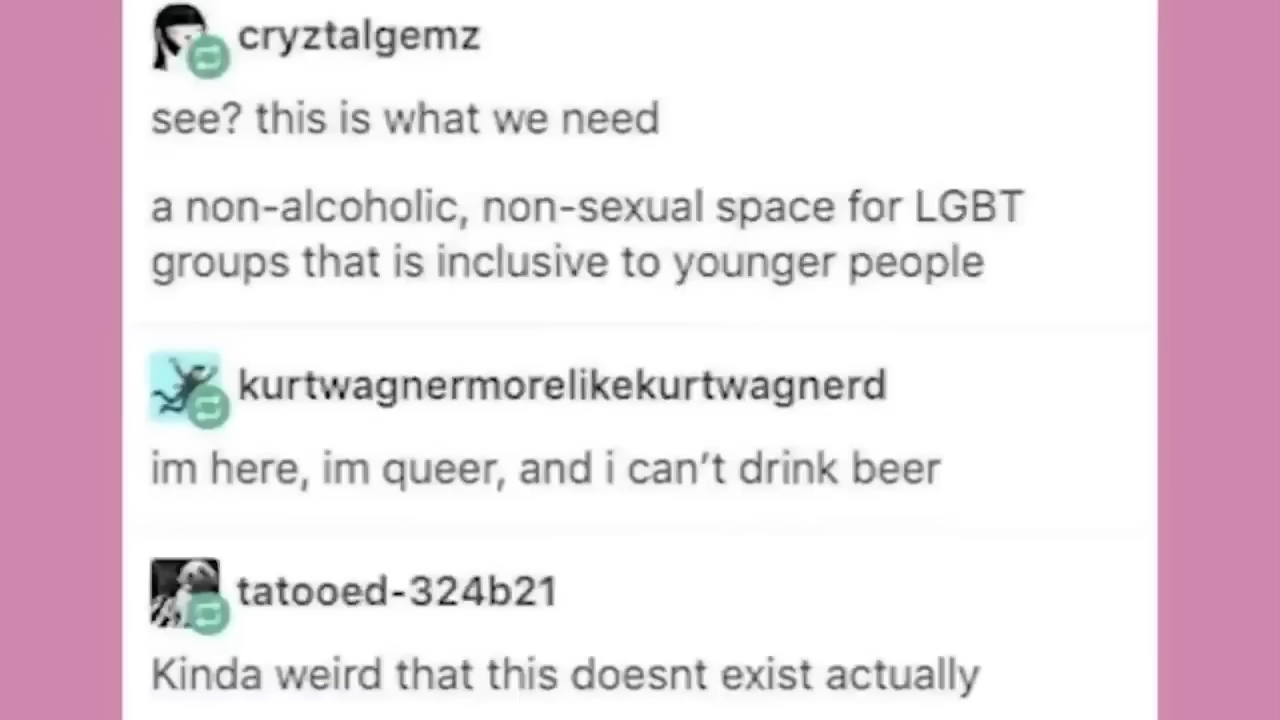 cryztalgemz
see? this is what we need
a non-alcoholic, non-sexual space for LGBT
groups that is inclusive to younger people
kurtwagnermorelikekurtwagnerd
im here, im queer, and i can’t drink beer
tatooed-324b21
Kinda weird that this doesnt exist actually